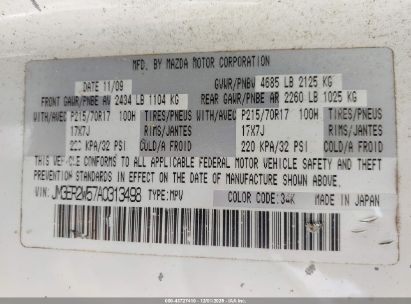 MFD. BY MAZDA MOTOR CORPORATION
DATE 11/09 GVWR/PNBV 4685 LB 2125 KG
FRONT GAWR/PNBE AV 2434 LB 1104 KG REAR GAWR/PNBE AR 2260 LB 1025 KG
WITH/AVEC P215/70R17 100H TIRES/PNEUS WITH/AVEC P215/70R17 100H TIRES/PNEUS
17X7J RIMS/JANTES 17X7J RIMS/JANTES
220 KPA/32 PSI COLD/A FROID 220 KPA/32 PSI COLD/A FROID
THIS VEHICLE CONFORMS TO ALL APPLICABLE FEDERAL MOTOR VEHICLE SAFETY AND THEFT
PREVENTION STANDARDS IN EFFECT ON THE DATE OF MANUFACTURE SHOWN ABOVE.
VIN: JM3ER2W57A0313498 TYPE:MPV COLOR CODE: 34K MADE IN JAPAN